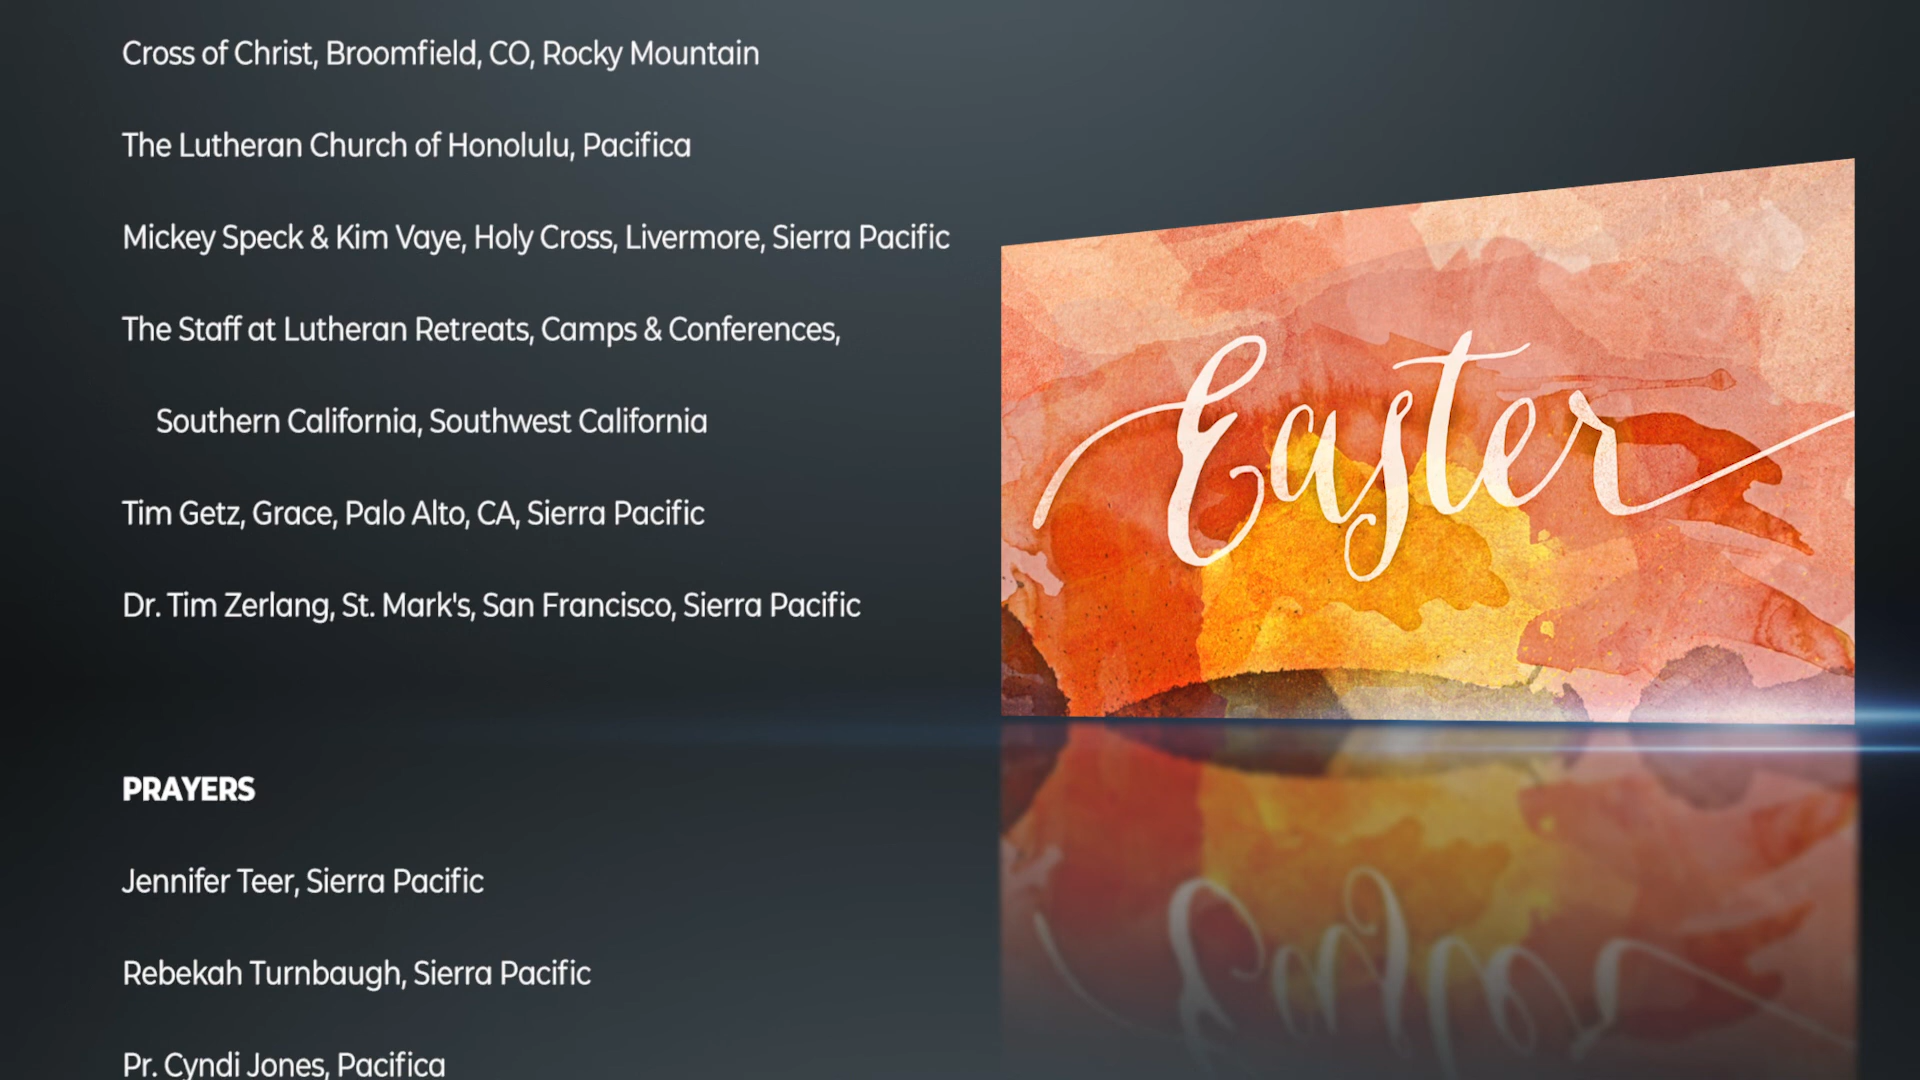 Cross of Christ, Broomfield, CO, Rocky Mountain
The Lutheran Church of Honolulu, Pacifica
Mickey Speck & Kim Vaye, Holy Cross, Livermore, Sierra Pacific
The Staff at Lutheran Retreats, Camps & Conferences,
Southern California, Southwest California
Tim Getz, Grace, Palo Alto, CA, Sierra Pacific
Dr. Tim Zerlang, St. Mark's, San Francisco, Sierra Pacific
PRAYERS
Jennifer Teer, Sierra Pacific
Rebekah Turnbaugh, Sierra Pacific
Pr. Cyndi Jones, Pacifica
Easter